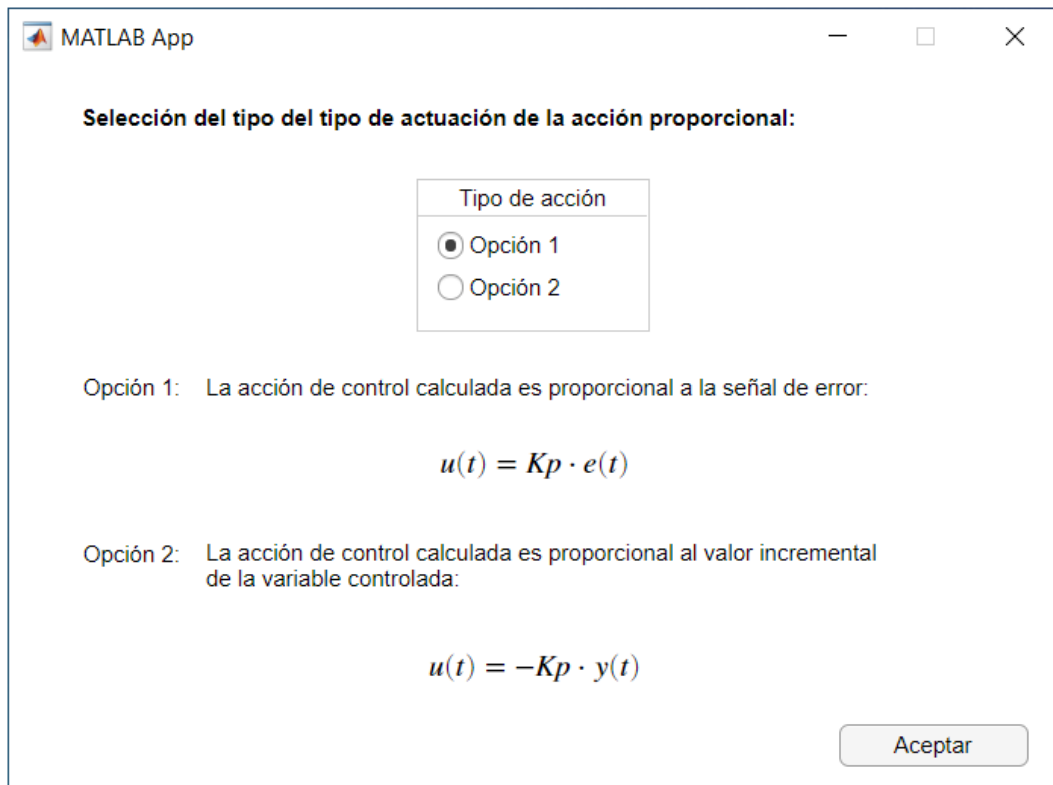 MATLAB App
Selección del tipo del tipo de actuación de la acción proporcional:
Tipo de acción
Opción 1
Opción 2
Opción 1: La acción de control calculada es proporcional a la señal de error:
u(t) = Kp · e(t)
Opción 2: La acción de control calculada es proporcional al valor incremental
de la variable controlada:
u(t) = −Kp · y(t)
Aceptar